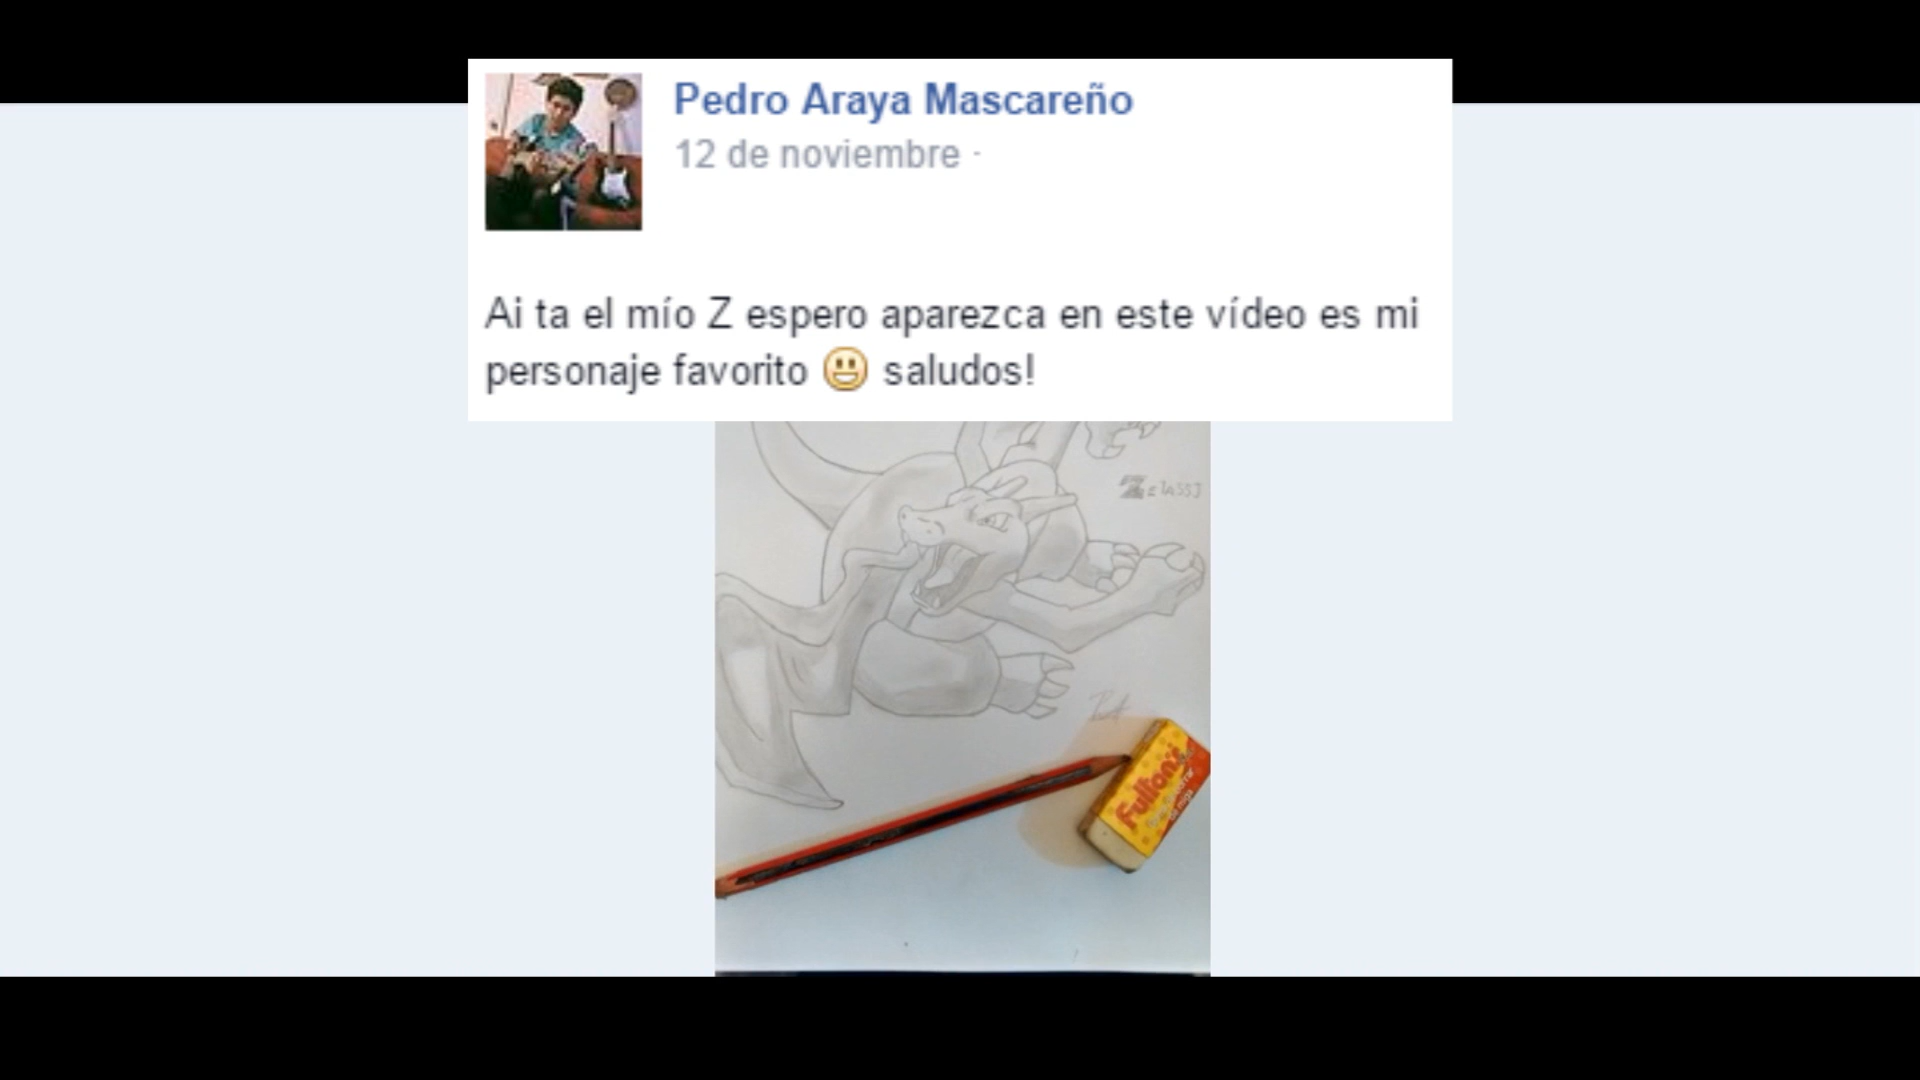 Pedro Araya Mascareño
12 de noviembre ·
Ai ta el mío Z espero aparezca en este vídeo es mi
personaje favorito 😃 saludos!
Fulton's